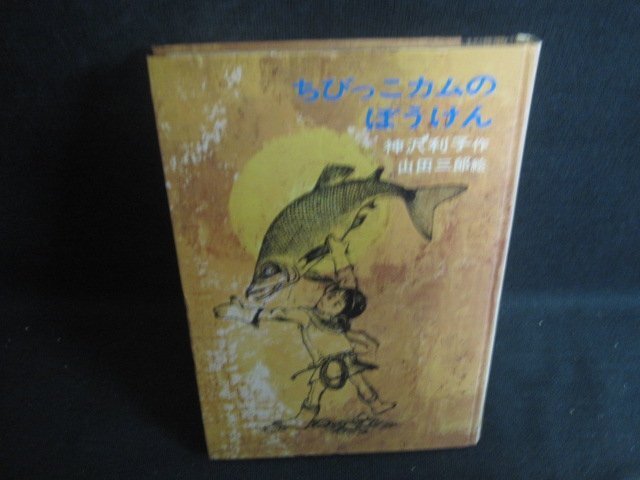 ちびっこカムの
ぼうけん
神沢利子作
山田三郎絵